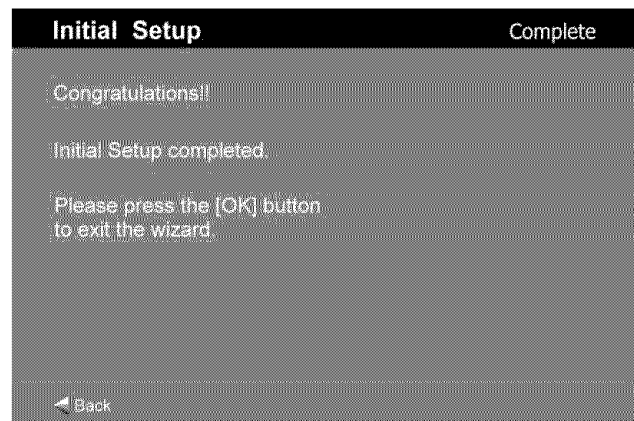 Initial Setup Complete
Congratulations!!
Initial Setup completed.
Please press the [OK] button
to exit the wizard.
Back